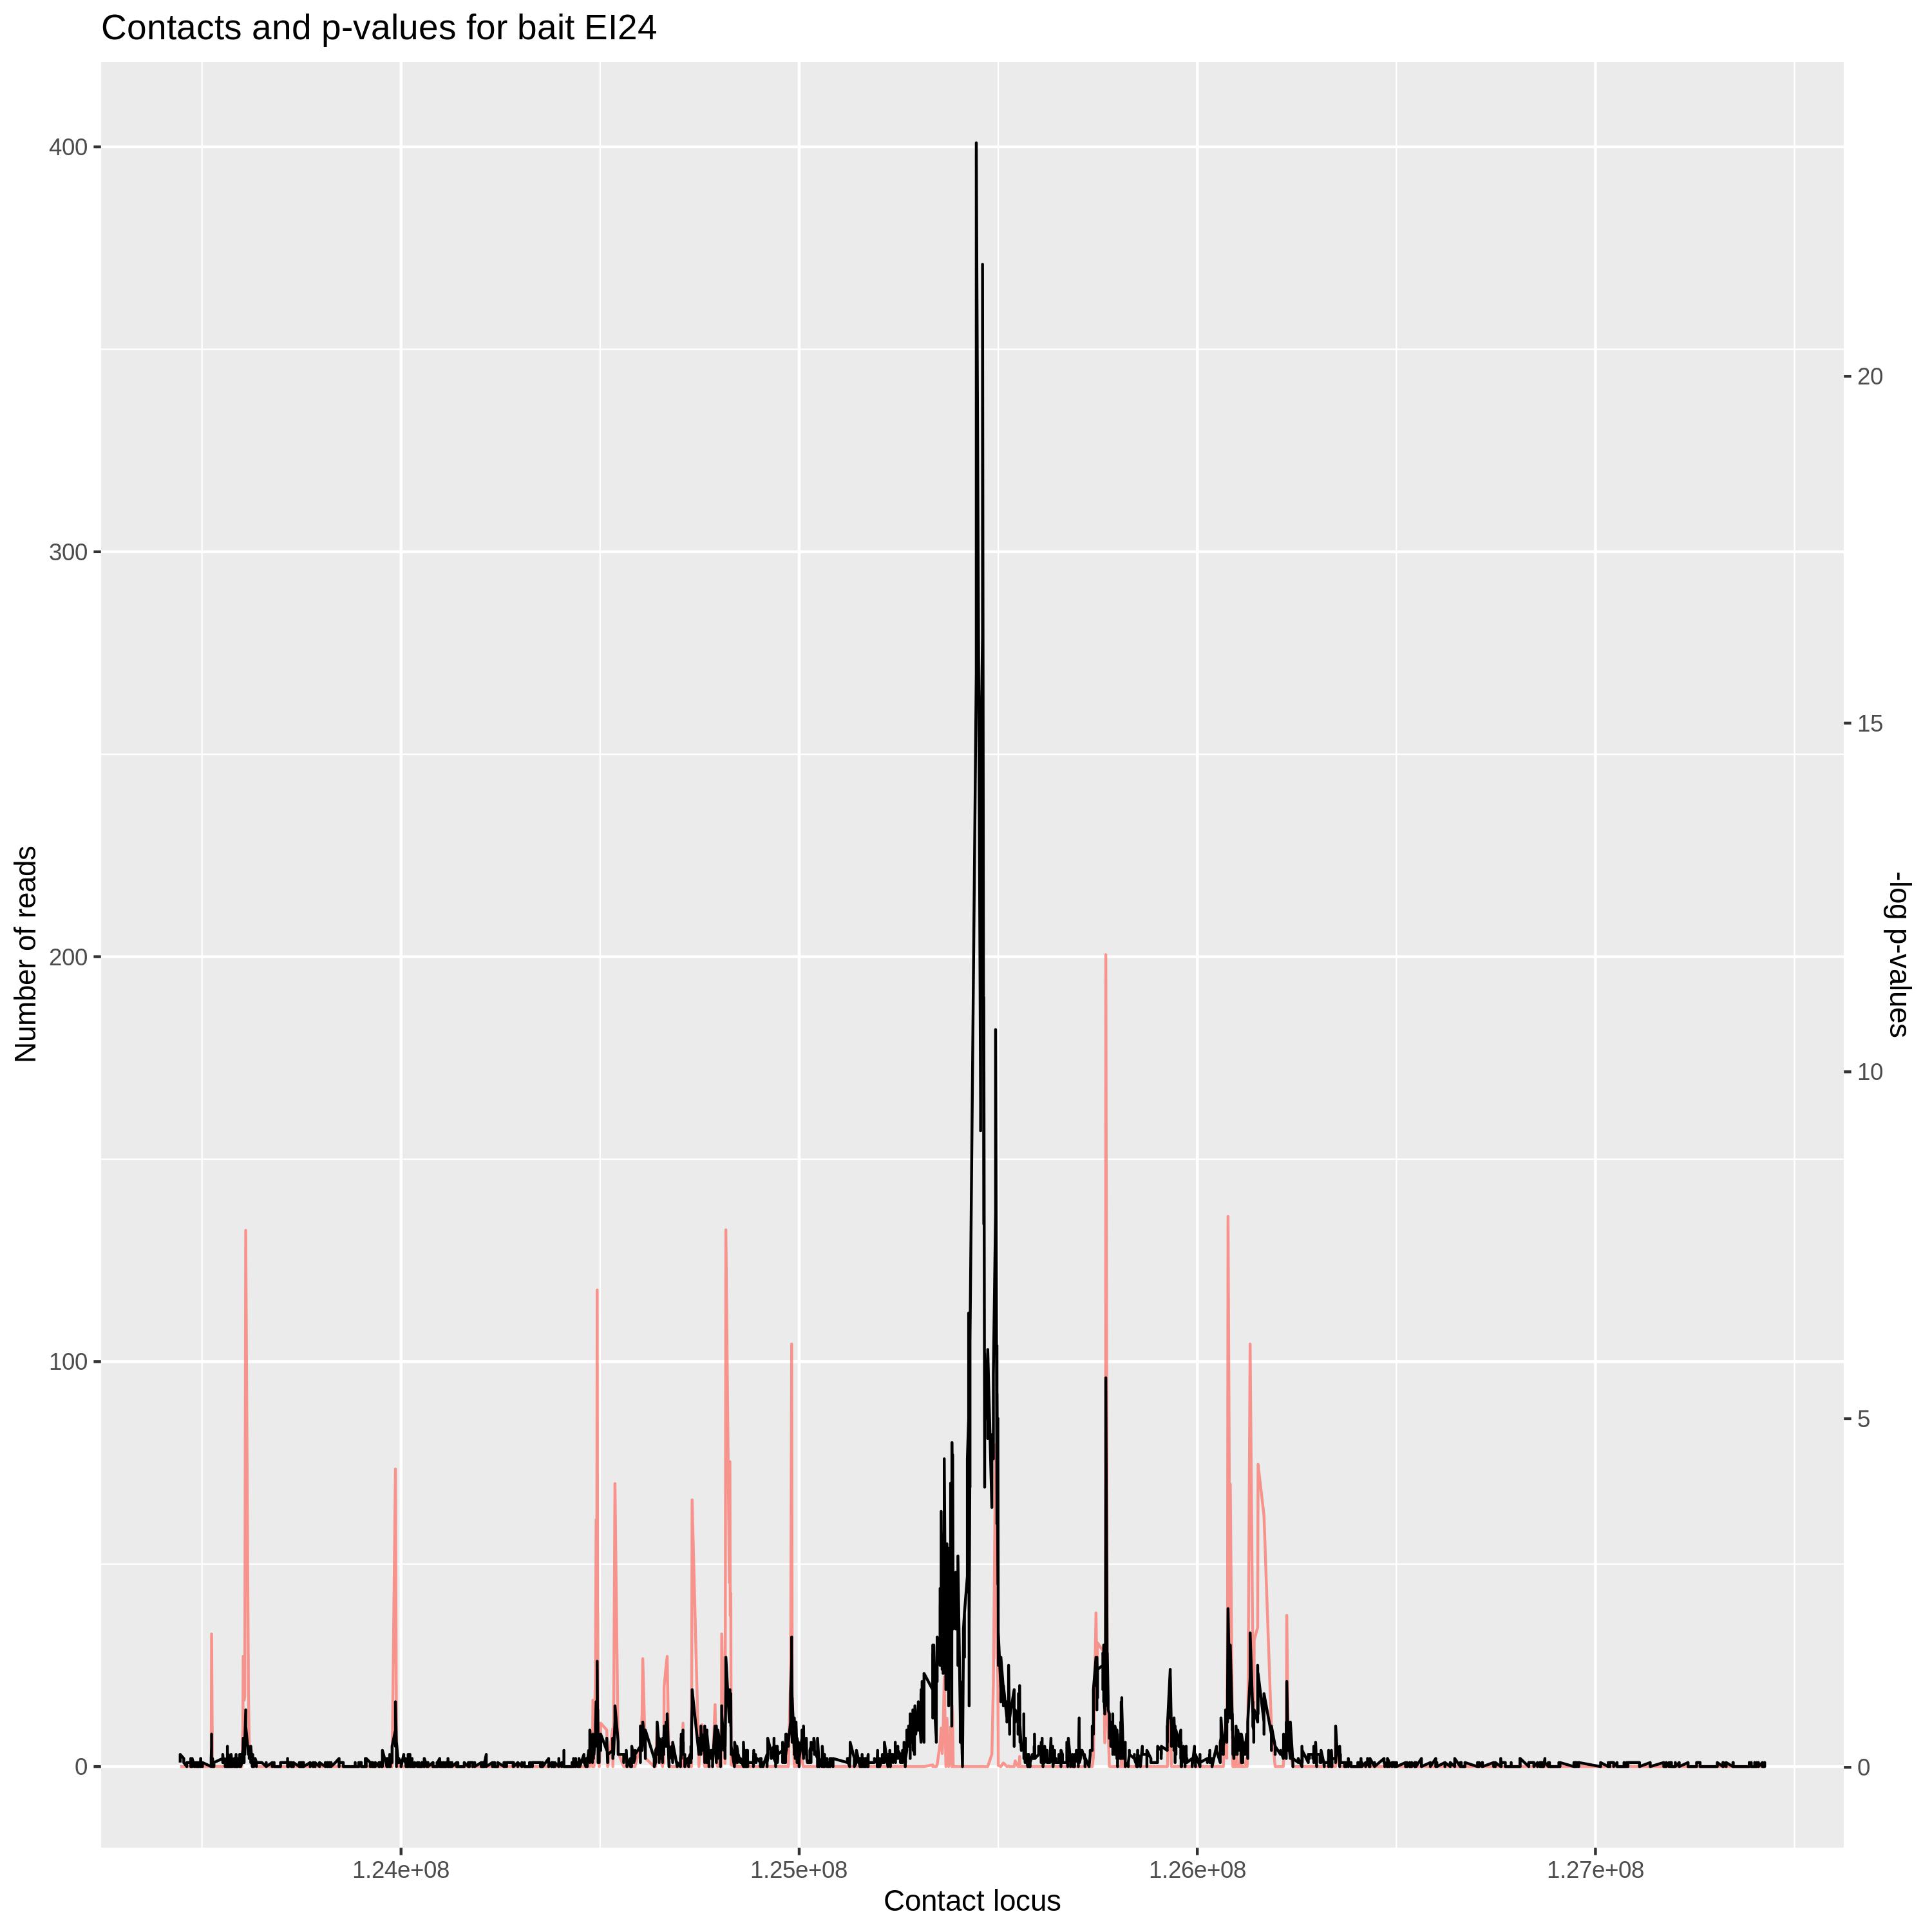 Contacts and p-values for bait EI24
400
300
200
100
0
Number of reads
20
15
10
5
0
-log p-values
1.24e+08
1.25e+08
1.26e+08
1.27e+08
Contact locus